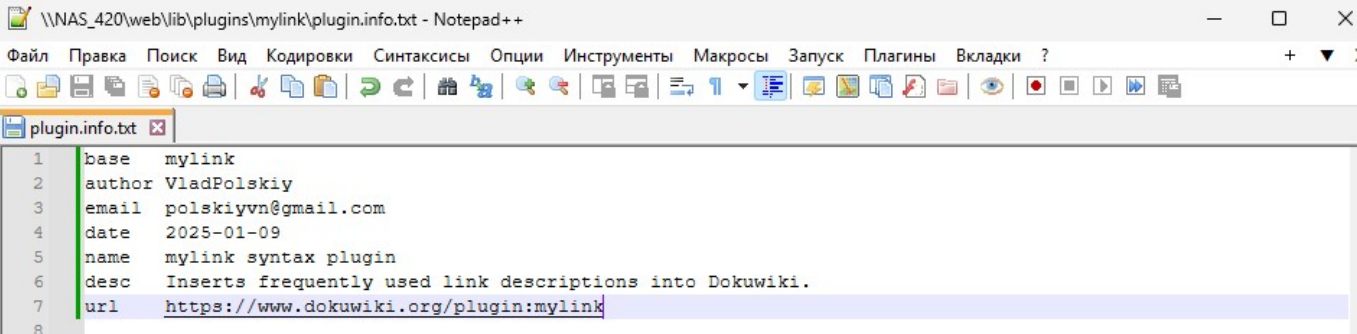 \\NAS_420\web\lib\plugins\mylink\plugin.info.txt - Notepad++
Файл Правка Поиск Вид Кодировки Синтаксисы Опции Инструменты Макросы Запуск Плагины Вкладки ?
plugin.info.txt
1 base mylink
2 author VladPolskiy
3 email polskiyvn@gmail.com
4 date 2025-01-09
5 name mylink syntax plugin
6 desc Inserts frequently used link descriptions into Dokuwiki.
7 url https://www.dokuwiki.org/plugin:mylink
8